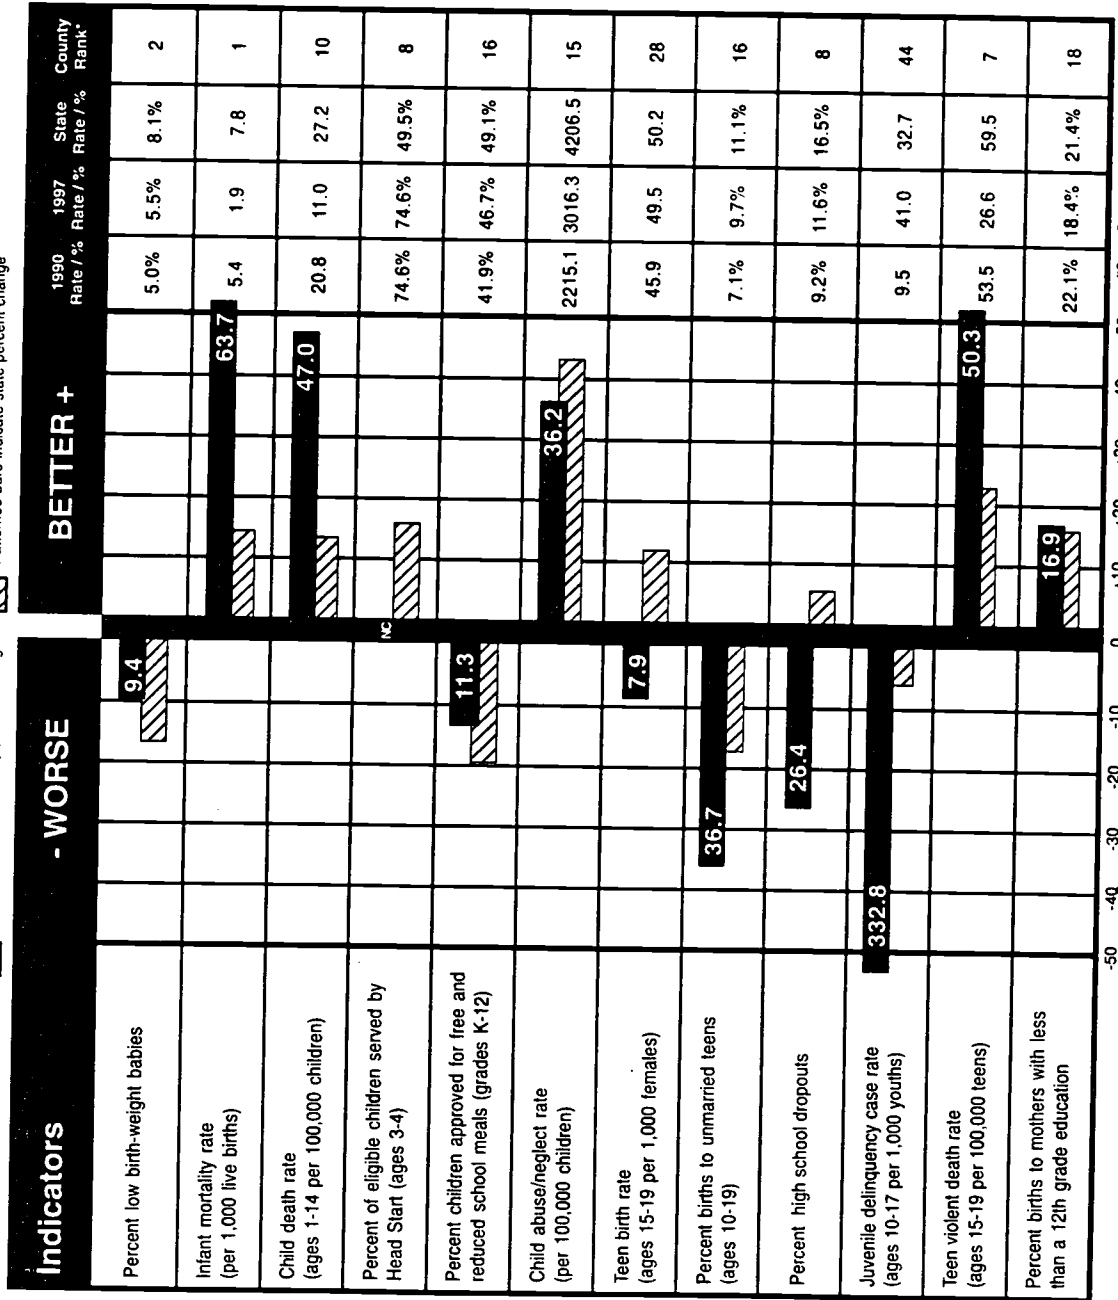 Patterned bars indicate state percent change
Indicators - WORSE BETTER + 1990 Rate / % 1997 Rate / % State Rate / % County Rank*
Percent low birth-weight babies 9.4 5.0% 5.5% 8.1% 2
Infant mortality rate
(per 1,000 live births) 63.7 5.4 1.9 7.8 1
Child death rate
(ages 1-14 per 100,000 children) 47.0 20.8 11.0 27.2 10
Percent of eligible children served by
Head Start (ages 3-4) NC 74.6% 74.6% 49.5% 8
Percent children approved for free and
reduced school meals (grades K-12) 11.3 41.9% 46.7% 49.1% 16
Child abuse/neglect rate
(per 100,000 children) 36.2 2215.1 3016.3 4206.5 15
Teen birth rate
(ages 15-19 per 1,000 females) 7.9 45.9 49.5 50.2 28
Percent births to unmarried teens
(ages 10-19) 36.7 7.1% 9.7% 11.1% 16
Percent high school dropouts 26.4 9.2% 11.6% 16.5% 8
Juvenile delinquency case rate
(ages 10-17 per 1,000 youths) 332.8 9.5 41.0 32.7 44
Teen violent death rate
(ages 15-19 per 100,000 teens) 50.3 53.5 26.6 59.5 7
Percent births to mothers with less
than a 12th grade education 16.9 22.1% 18.4% 21.4% 18
-50 -40 -30 -20 -10 0 +10 +20